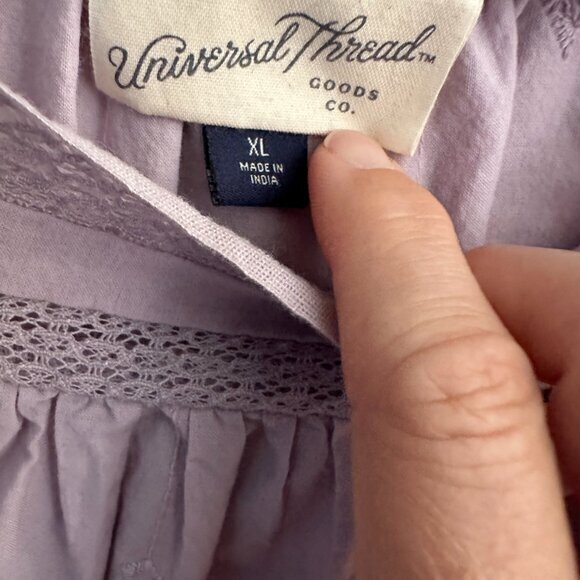 Universal Thread™
GOODS
CO.
XL
MADE IN
INDIA